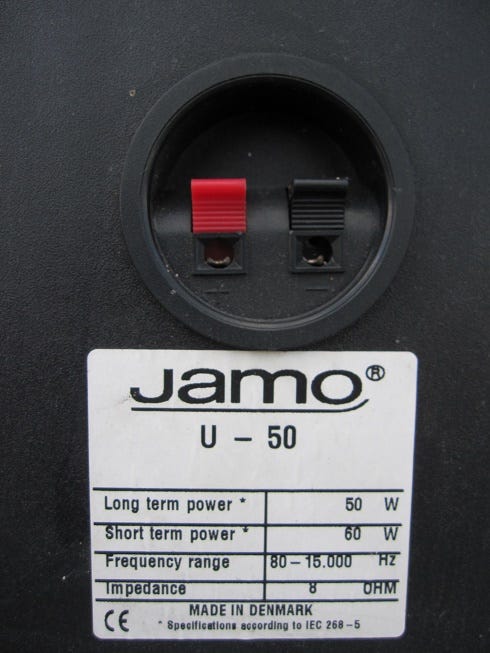 Jamo®
U - 50
Long term power * 50 W
Short term power * 60 W
Frequency range 80-15.000 Hz
Impedance 8 OHM
MADE IN DENMARK
CE * Specifications according to IEC 268-5